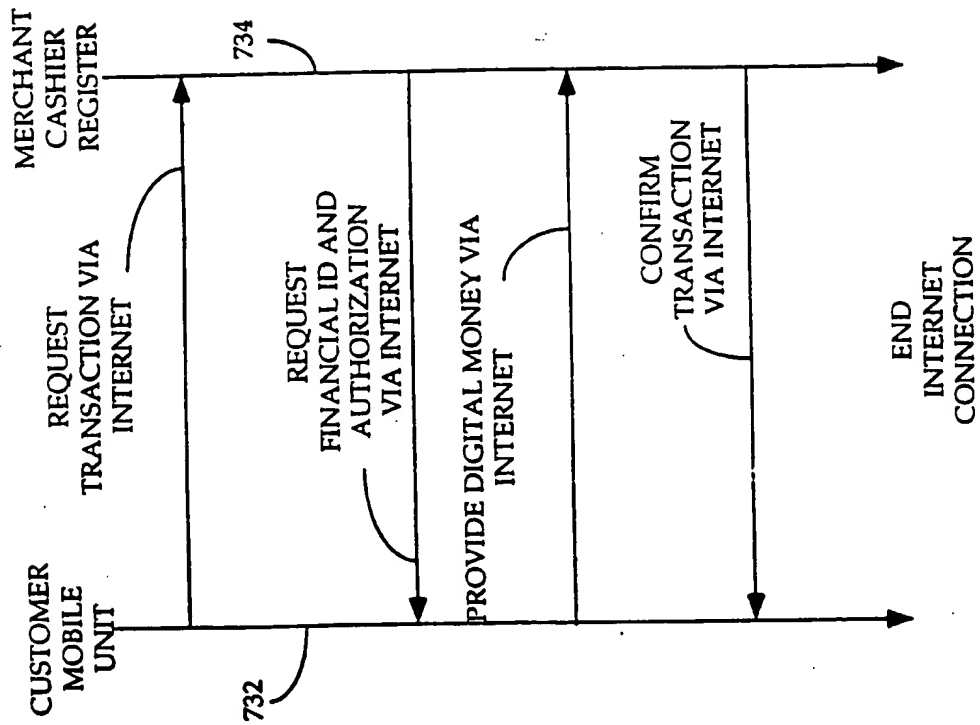 CUSTOMER
MOBILE
UNIT
MERCHANT
CASHIER
REGISTER
732
734
REQUEST
TRANSACTION VIA
INTERNET
REQUEST
FINANCIAL ID AND
AUTHORIZATION
VIA INTERNET
PROVIDE DIGITAL MONEY VIA
INTERNET
CONFIRM
TRANSACTION
VIA INTERNET
END
INTERNET
CONNECTION